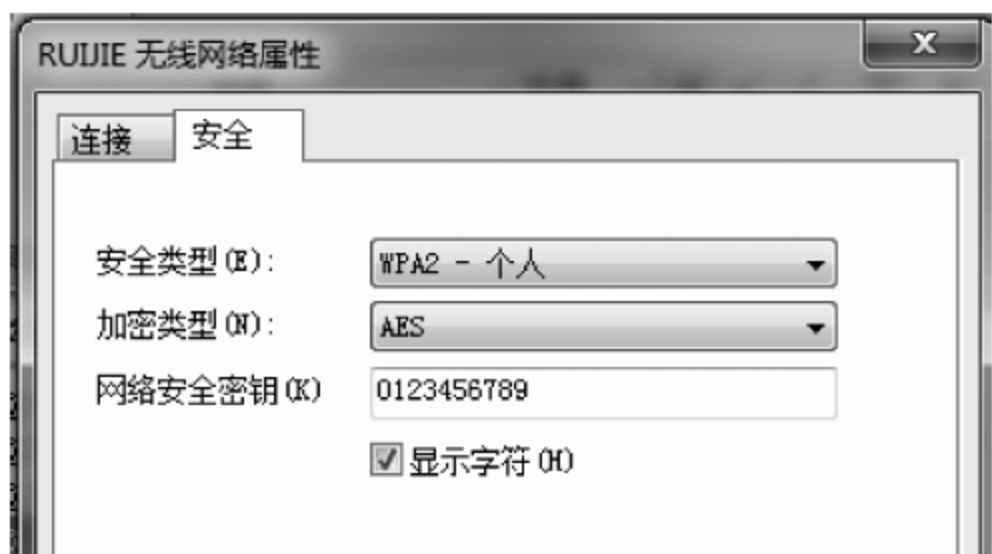 RUIJIE 无线网络属性
x
连接
安全
安全类型(E):
WPA2 - 个人
加密类型(N):
AES
网络安全密钥(K)
0123456789
显示字符(H)